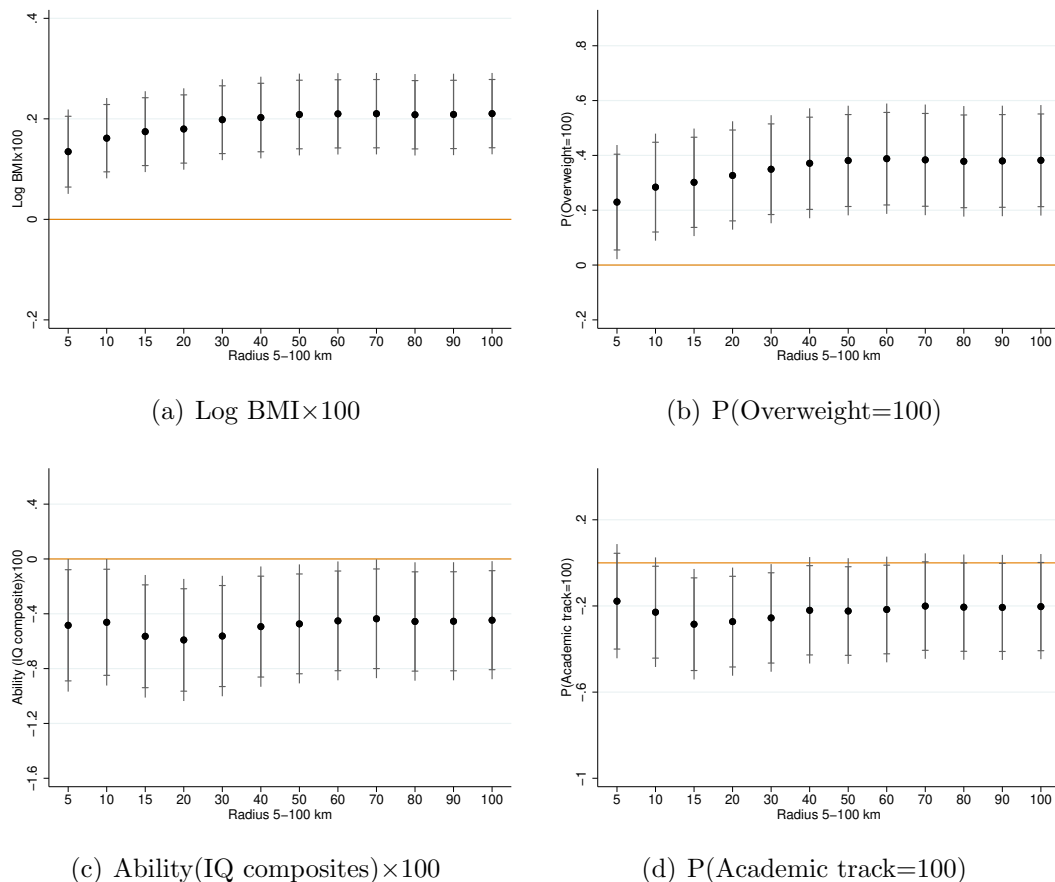 .4
.2
0
-.2
Log BMIx100
5 10 15 20 30 40 50 60 70 80 90 100
Radius 5-100 km
(a) Log BMI×100
.8
.6
.4
.2
0
-.2
P(Overweight=100)
5 10 15 20 30 40 50 60 70 80 90 100
Radius 5-100 km
(b) P(Overweight=100)
.4
0
-.4
-.8
-1.2
-1.6
Ability (IQ composite)x100
5 10 15 20 30 40 50 60 70 80 90 100
Radius 5-100 km
(c) Ability(IQ composites)×100
.2
-.2
-.6
-1
P(Academic track=100)
5 10 15 20 30 40 50 60 70 80 90 100
Radius 5-100 km
(d) P(Academic track=100)